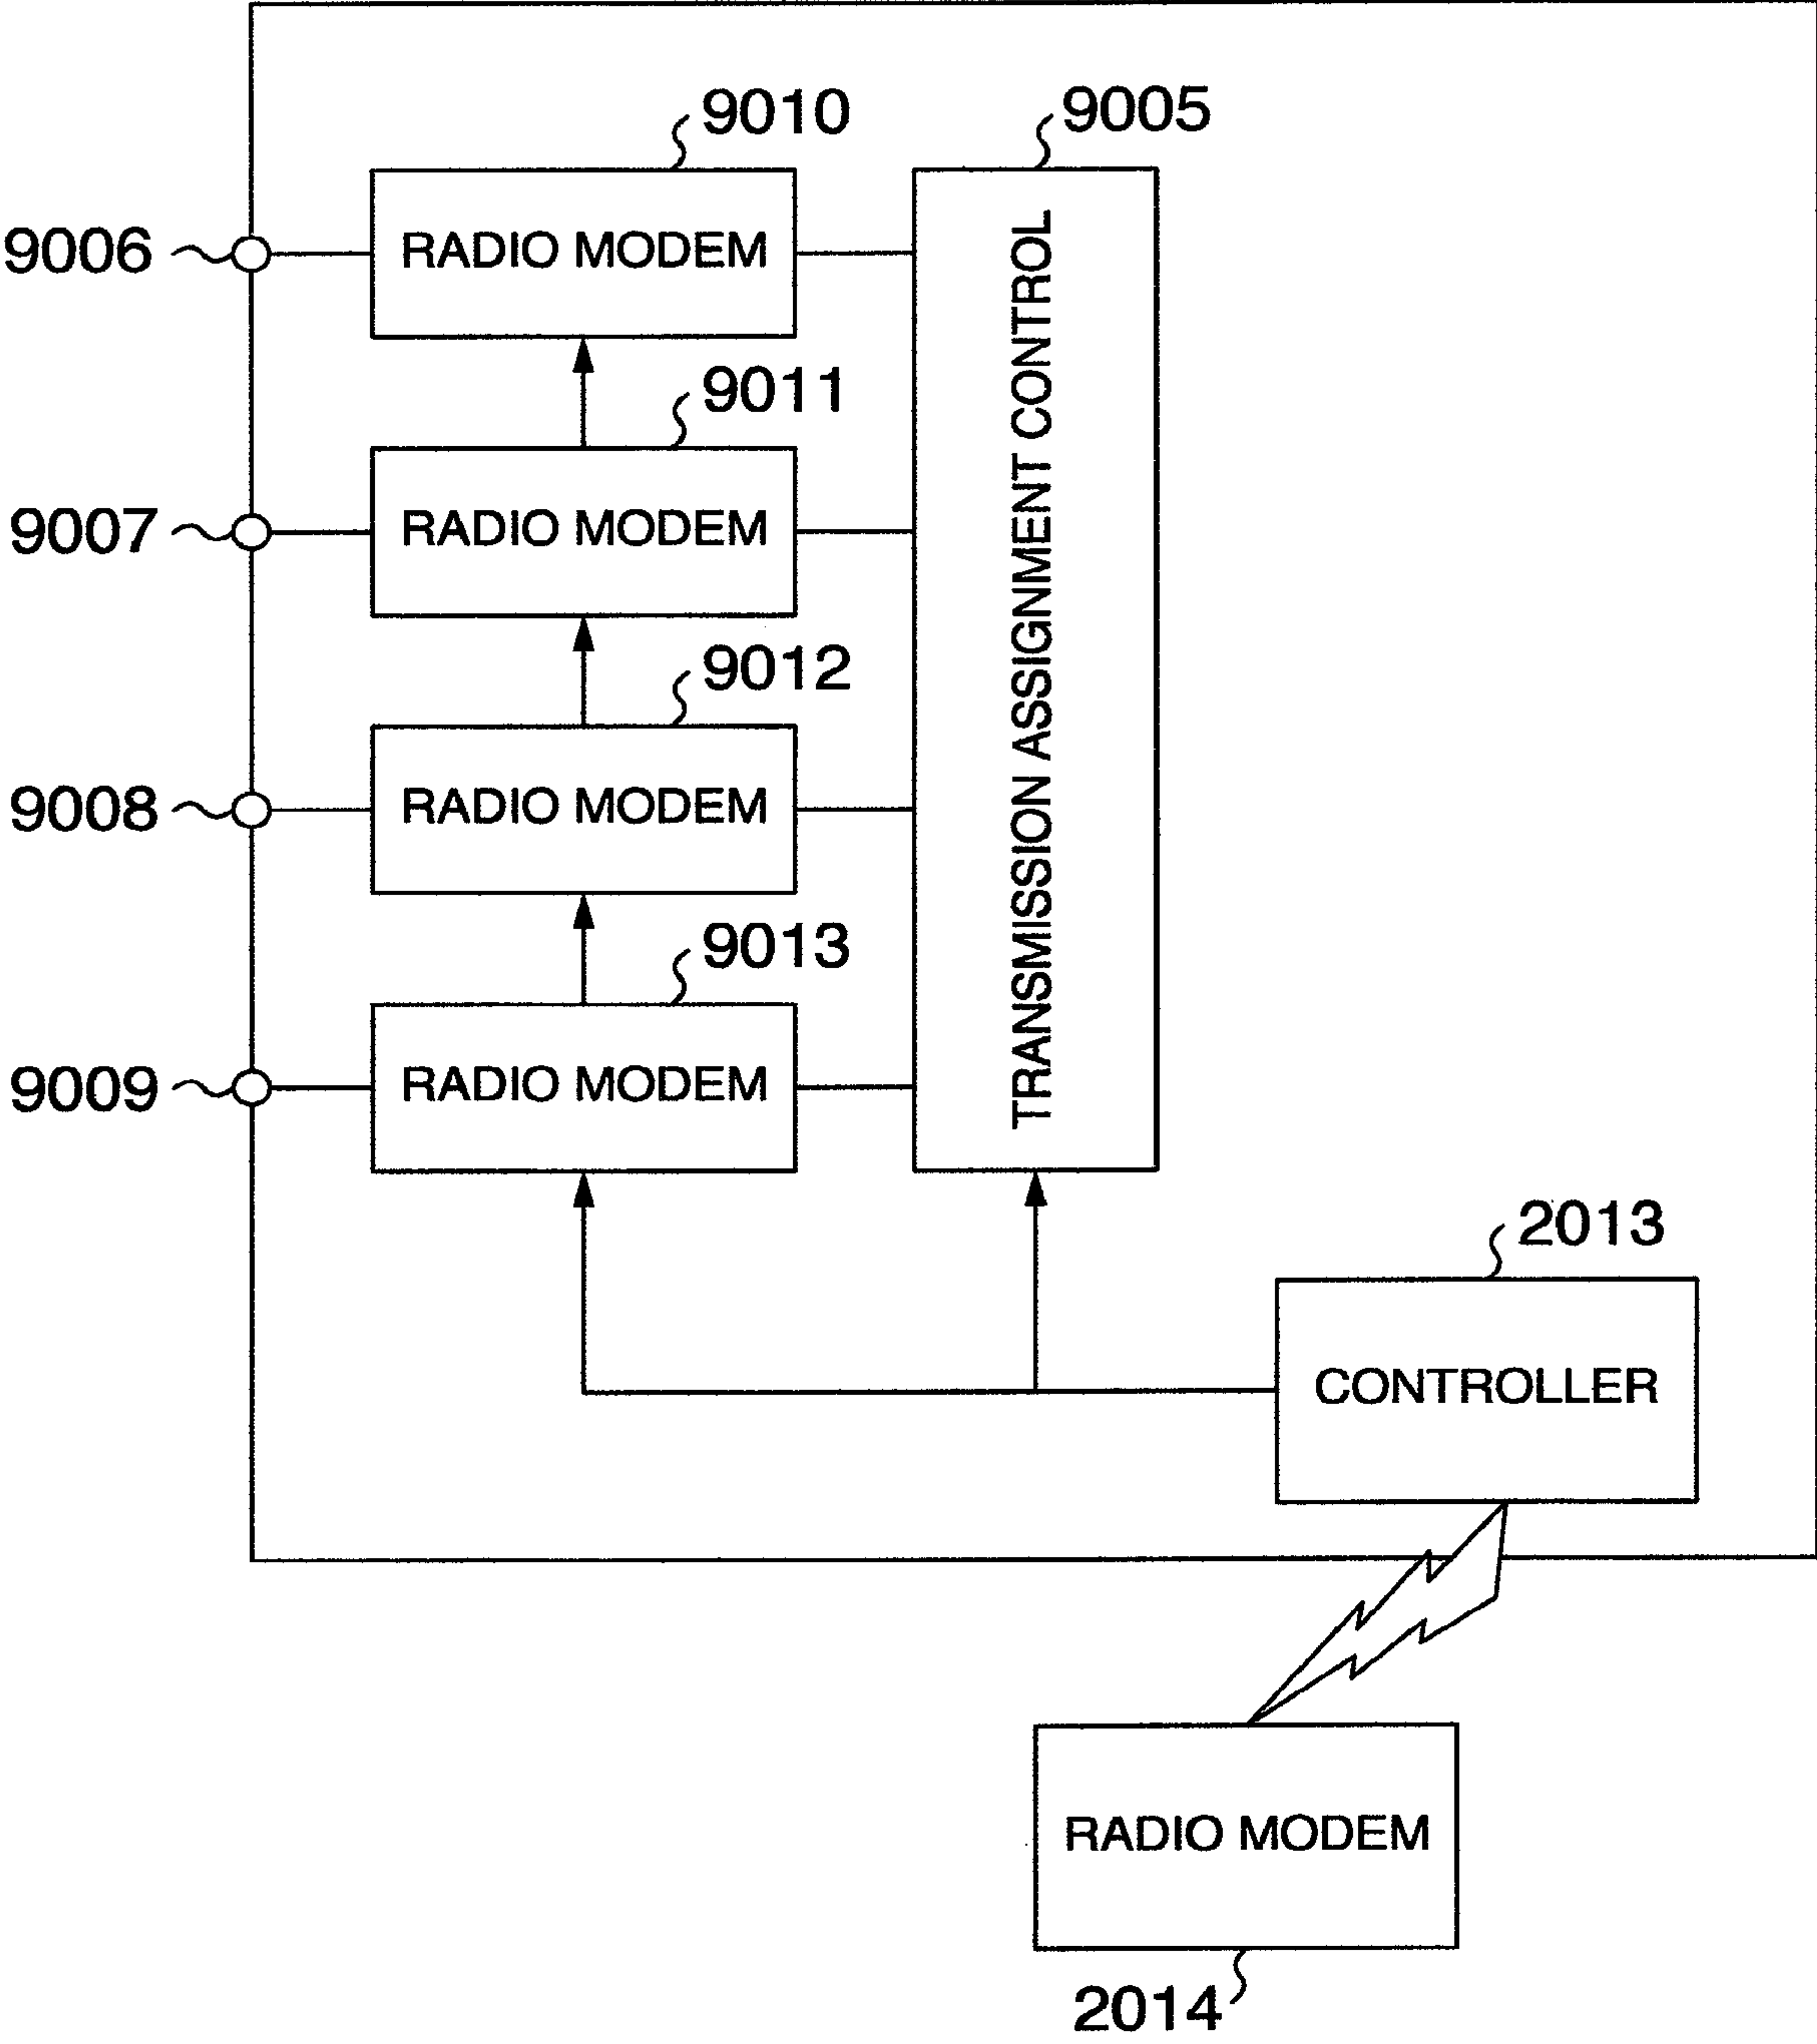 9010
9005
9006
RADIO MODEM
TRANSMISSION ASSIGNMENT CONTROL
9011
9007
RADIO MODEM
9012
9008
RADIO MODEM
9013
9009
RADIO MODEM
2013
CONTROLLER
RADIO MODEM
2014